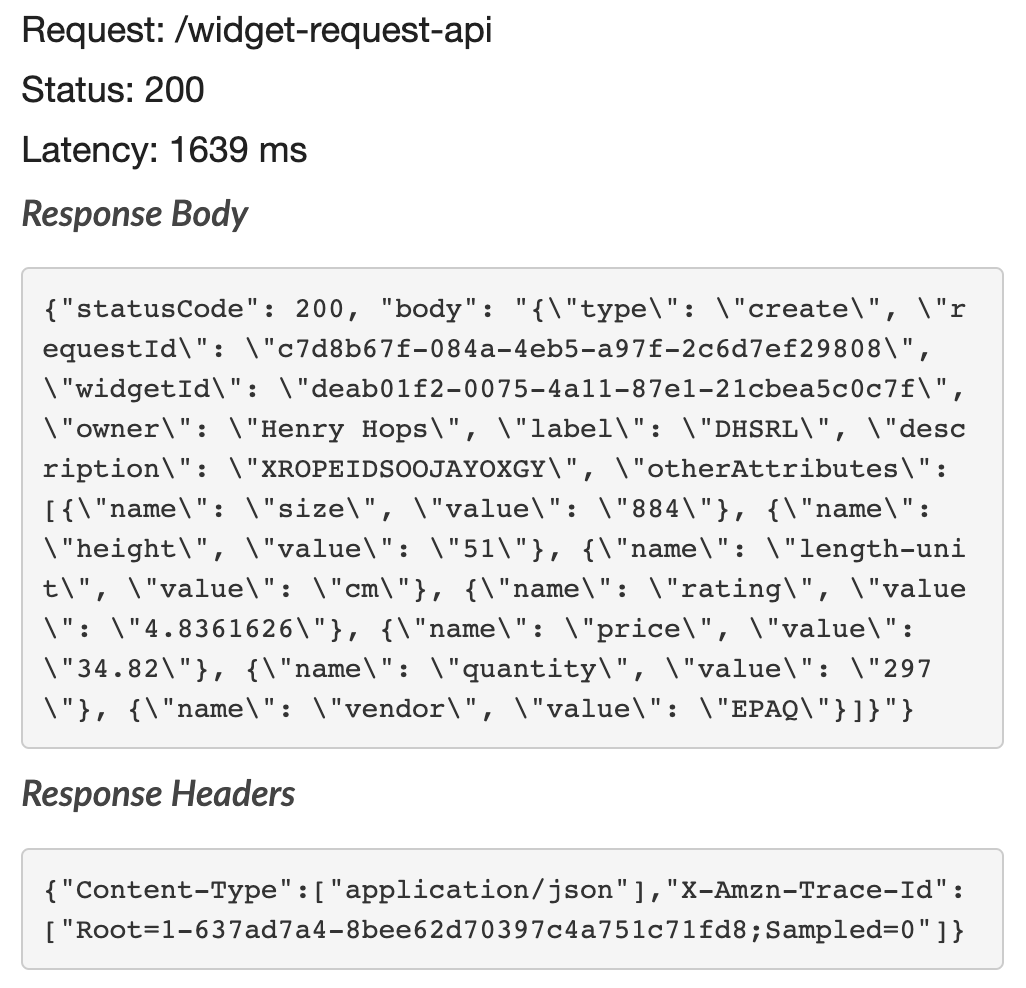 Request: /widget-request-api
Status: 200
Latency: 1639 ms
Response Body
{"statusCode": 200, "body": "{\"type\": \"create\", \"r
equestId\": \"c7d8b67f-084a-4eb5-a97f-2c6d7ef29808\",
\"widgetId\": \"deab01f2-0075-4a11-87e1-21cbea5c0c7f\",
\"owner\": \"Henry Hops\", \"label\": \"DHSRL\", \"desc
ription\": \"XROPEIDSOOJAYOXGY\", \"otherAttributes\":
[{\"name\": \"size\", \"value\": \"884\"}, {\"name\":
\"height\", \"value\": \"51\"}, {\"name\": \"length-uni
t\", \"value\": \"cm\"}, {\"name\": \"rating\", \"value
\": \"4.8361626\"}, {\"name\": \"price\", \"value\":
\"34.82\"}, {\"name\": \"quantity\", \"value\": \"297
\"}, {\"name\": \"vendor\", \"value\": \"EPAQ\"}]}"}
Response Headers
{"Content-Type":["application/json"],"X-Amzn-Trace-Id":
["Root=1-637ad7a4-8bee62d70397c4a751c71fd8;Sampled=0"]}